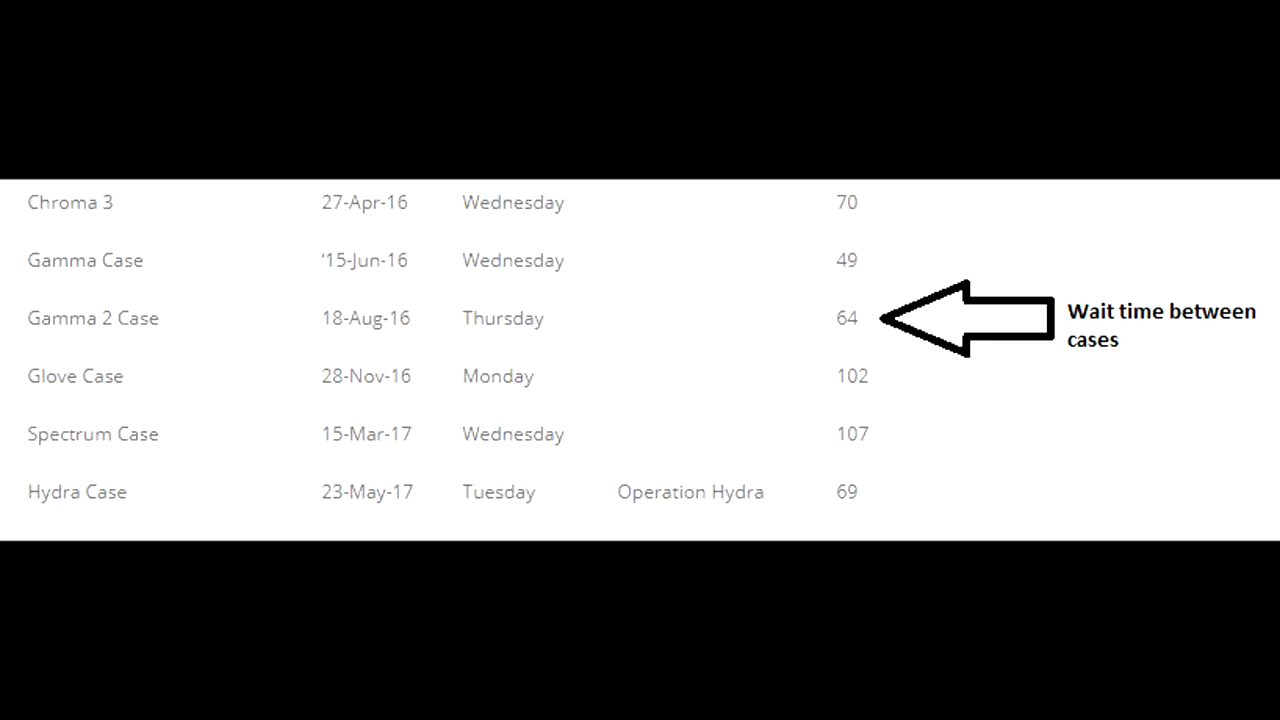 Chroma 3 27-Apr-16 Wednesday 70
Gamma Case ‘15-Jun-16 Wednesday 49
Gamma 2 Case 18-Aug-16 Thursday 64
Wait time between
cases
Glove Case 28-Nov-16 Monday 102
Spectrum Case 15-Mar-17 Wednesday 107
Hydra Case 23-May-17 Tuesday Operation Hydra 69